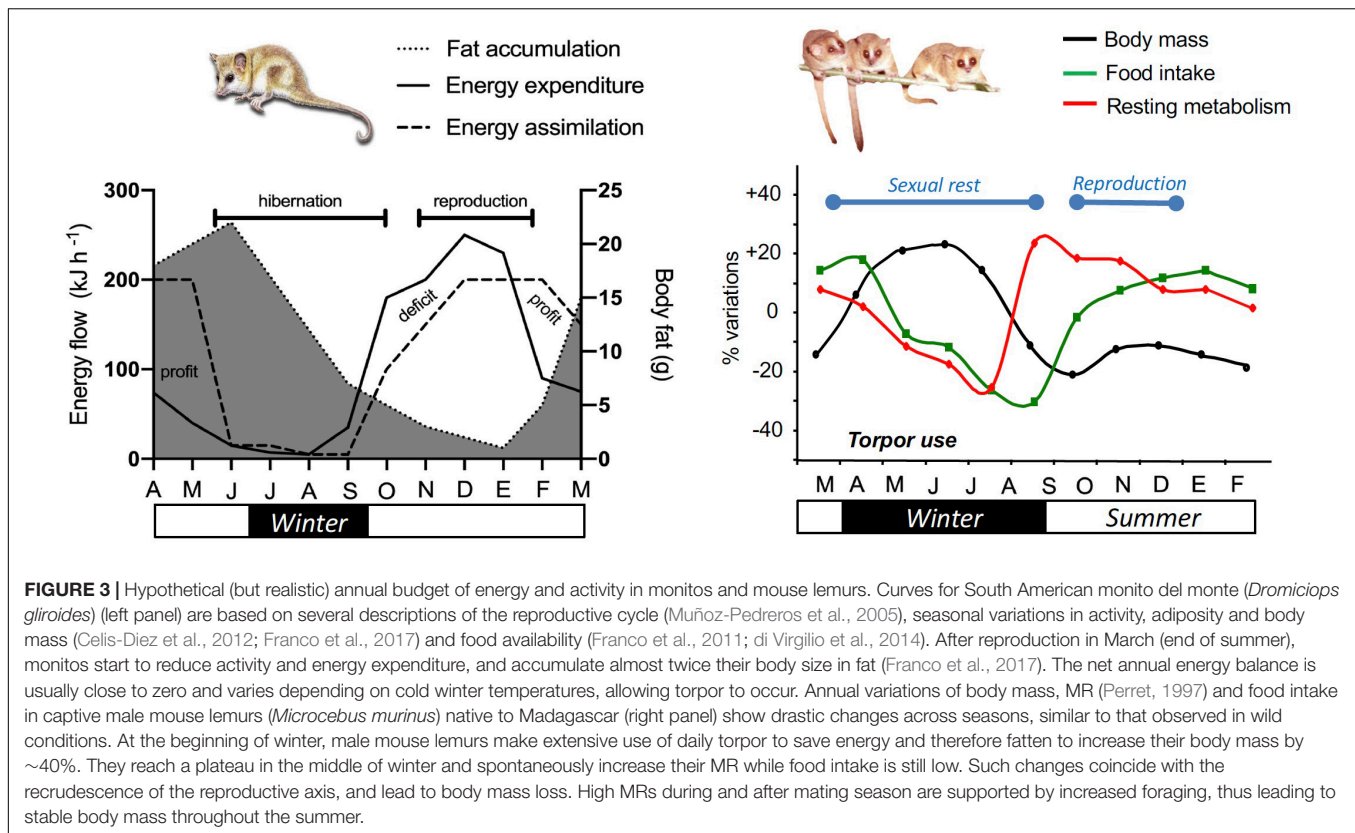 Fat accumulation
Energy expenditure
Energy assimilation
300
200
100
0
Energy flow (kJ h -1)
hibernation
reproduction
profit
deficit
profit
25
20
15
10
5
0
Body fat (g)
A M J J A S O N D E F M
Winter
Body mass
Food intake
Resting metabolism
+40
+20
0
-20
-40
% variations
Sexual rest
Reproduction
Torpor use
M A M J J A S O N D E F
Winter
Summer
FIGURE 3 | Hypothetical (but realistic) annual budget of energy and activity in monitos and mouse lemurs. Curves for South American monito del monte (Dromiciops
gliroides) (left panel) are based on several descriptions of the reproductive cycle (Muñoz-Pedreros et al., 2005), seasonal variations in activity, adiposity and body
mass (Celis-Diez et al., 2012; Franco et al., 2017) and food availability (Franco et al., 2011; di Virgilio et al., 2014). After reproduction in March (end of summer),
monitos start to reduce activity and energy expenditure, and accumulate almost twice their body size in fat (Franco et al., 2017). The net annual energy balance is
usually close to zero and varies depending on cold winter temperatures, allowing torpor to occur. Annual variations of body mass, MR (Perret, 1997) and food intake
in captive male mouse lemurs (Microcebus murinus) native to Madagascar (right panel) show drastic changes across seasons, similar to that observed in wild
conditions. At the beginning of winter, male mouse lemurs make extensive use of daily torpor to save energy and therefore fatten to increase their body mass by
∼40%. They reach a plateau in the middle of winter and spontaneously increase their MR while food intake is still low. Such changes coincide with the
recrudescence of the reproductive axis, and lead to body mass loss. High MRs during and after mating season are supported by increased foraging, thus leading to
stable body mass throughout the summer.